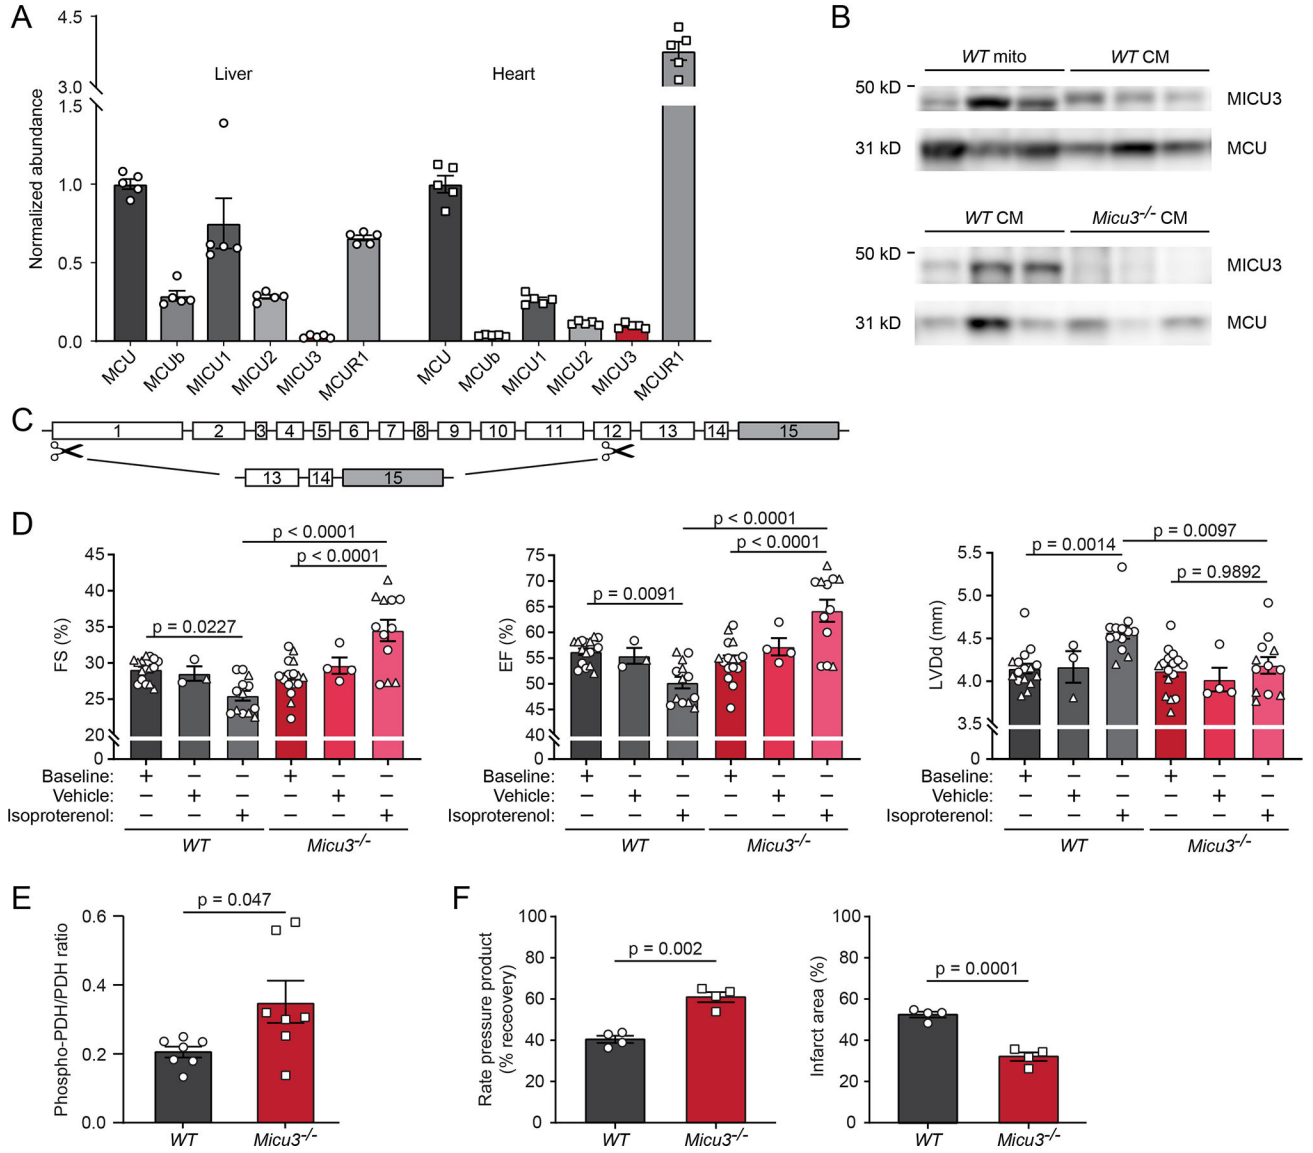 A
Normalized abundance
4.5
3.0
1.5
1.0
0.5
0.0
Liver
Heart
MCU
MCUb
MICU1
MICU2
MICU3
MCUR1
MCU
MCUb
MICU1
MICU2
MICU3
MCUR1
B
WT mito
WT CM
50 kD
MICU3
31 kD
MCU
WT CM
Micu3-/- CM
50 kD
MICU3
31 kD
MCU
C
1 2 3 4 5 6 7 8 9 10 11 12 13 14 15
13 14 15
D
FS (%)
45
40
35
30
25
20
0
p < 0.0001
p < 0.0001
p = 0.0227
Baseline: + − − + − −
Vehicle: − + − − + −
Isoproterenol: − − + − − +
WT
Micu3-/-
EF (%)
75
70
65
60
55
50
45
40
0
p < 0.0001
p < 0.0001
p = 0.0091
Baseline: + − − + − −
Vehicle: − + − − + −
Isoproterenol: − − + − − +
WT
Micu3-/-
LVDd (mm)
5.5
5.0
4.5
4.0
3.5
0
p = 0.0097
p = 0.0014
p = 0.9892
Baseline: + − − + − −
Vehicle: − + − − + −
Isoproterenol: − − + − − +
WT
Micu3-/-
E
Phospho-PDH/PDH ratio
0.6
0.4
0.2
0.0
p = 0.047
WT
Micu3-/-
F
Rate pressure product
(% receovery)
100
80
60
40
20
0
p = 0.002
WT
Micu3-/-
Infarct area (%)
100
80
60
40
20
0
p = 0.0001
WT
Micu3-/-